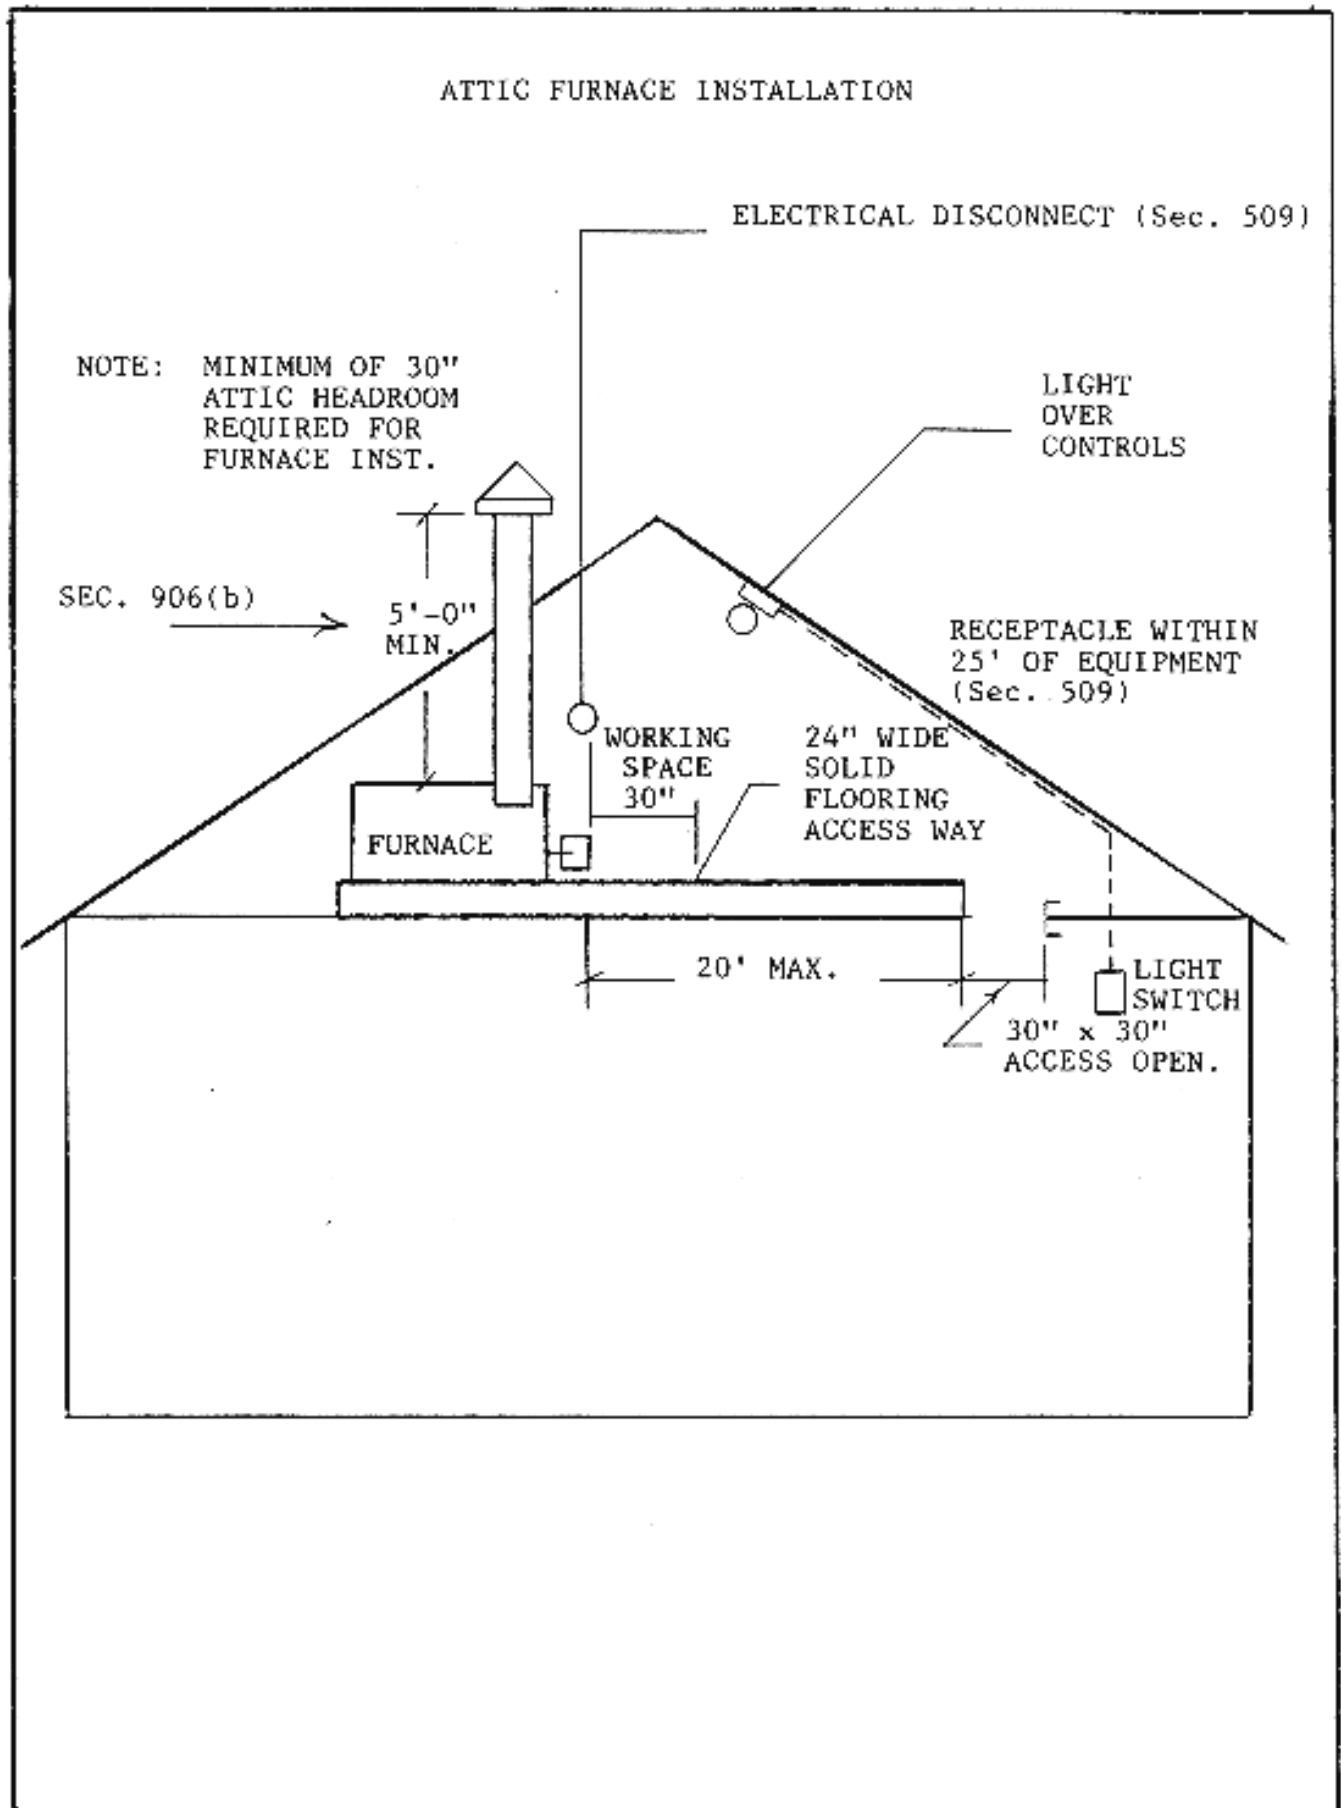 ATTIC FURNACE INSTALLATION
ELECTRICAL DISCONNECT (Sec. 509)
NOTE: MINIMUM OF 30"
ATTIC HEADROOM
REQUIRED FOR
FURNACE INST.
LIGHT
OVER
CONTROLS
SEC. 906(b)
5'-0"
MIN.
RECEPTACLE WITHIN
25' OF EQUIPMENT
(Sec. 509)
WORKING
SPACE
30"
24" WIDE
SOLID
FLOORING
ACCESS WAY
FURNACE
20' MAX.
LIGHT
SWITCH
30" x 30"
ACCESS OPEN.